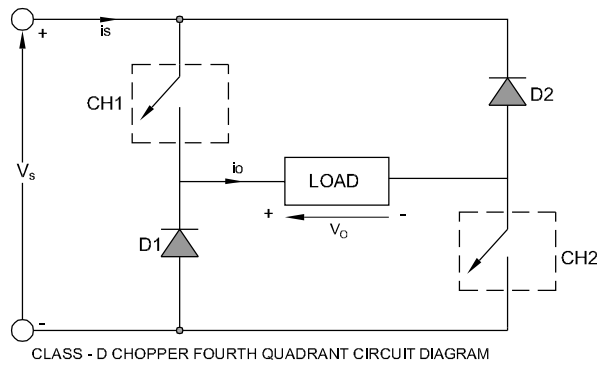 +
is
CH1
D2
Vs
io
LOAD
+
-
Vo
D1
CH2
-
CLASS - D CHOPPER FOURTH QUADRANT CIRCUIT DIAGRAM